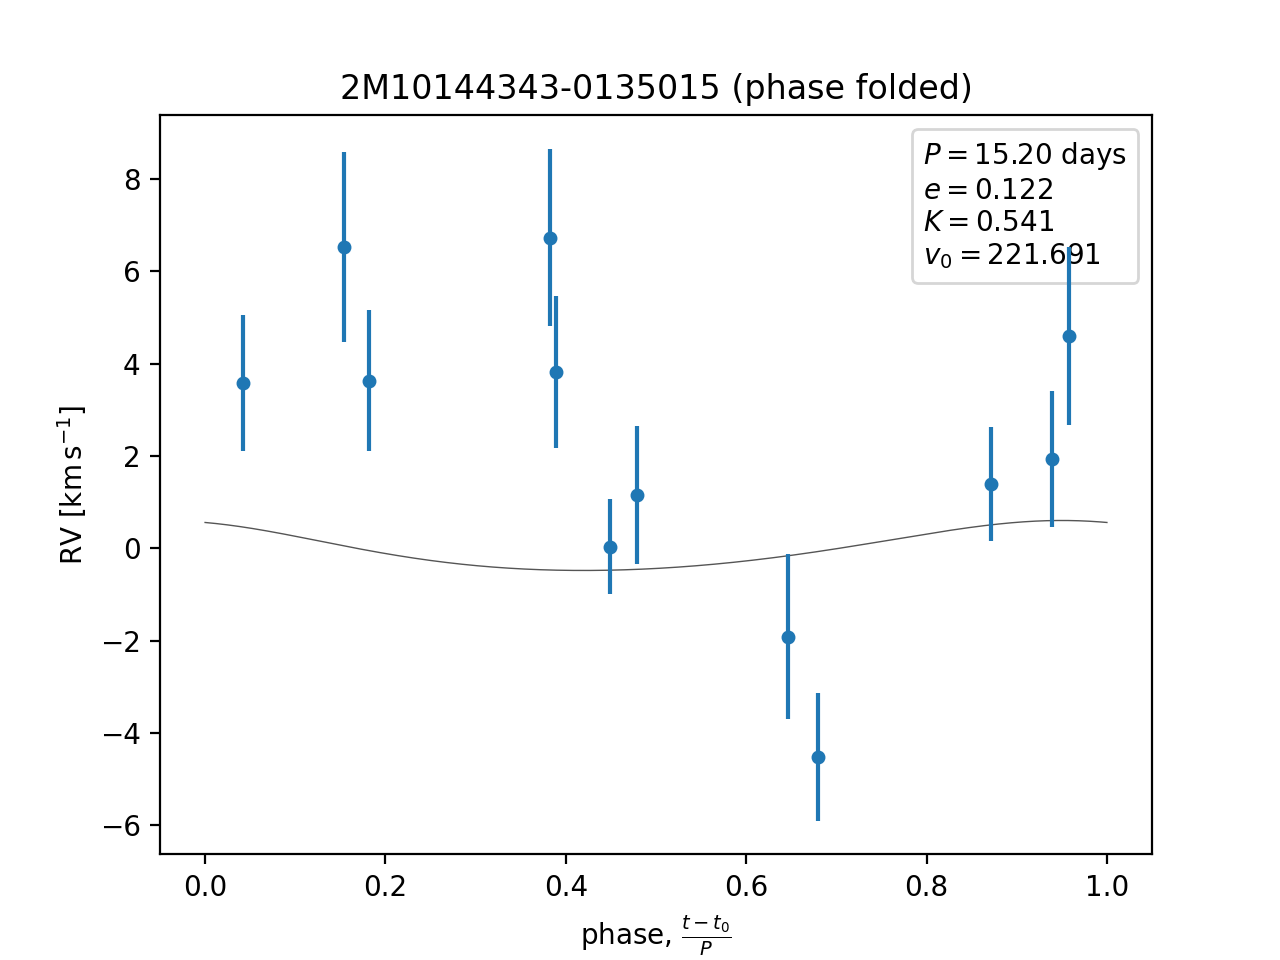 2M10144343-0135015 (phase folded)
P = 15.20 days
e = 0.122
K = 0.541
v₀ = 221.691
RV [km s⁻¹]
8
6
4
2
0
−2
−4
−6
0.0 0.2 0.4 0.6 0.8 1.0
phase, (t − t₀)/P